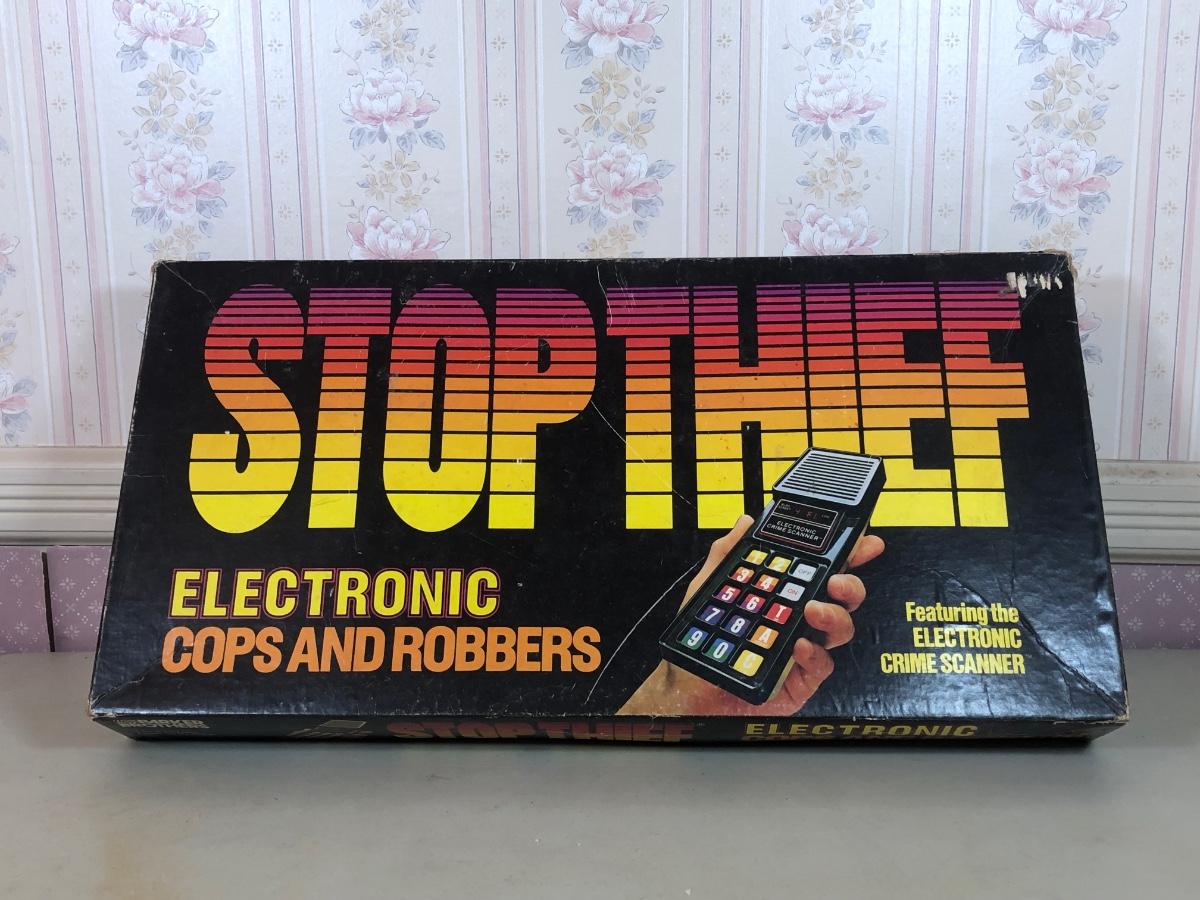 STOP THIEF
ELECTRONIC
COPS AND ROBBERS
ELECTRONIC
CRIME SCANNER
1 2 OFF
3 4 ON
5 6 T
7 8 A
9 0 C
Featuring the
ELECTRONIC
CRIME SCANNER
PARKER
STOP THIEF
ELECTRONIC